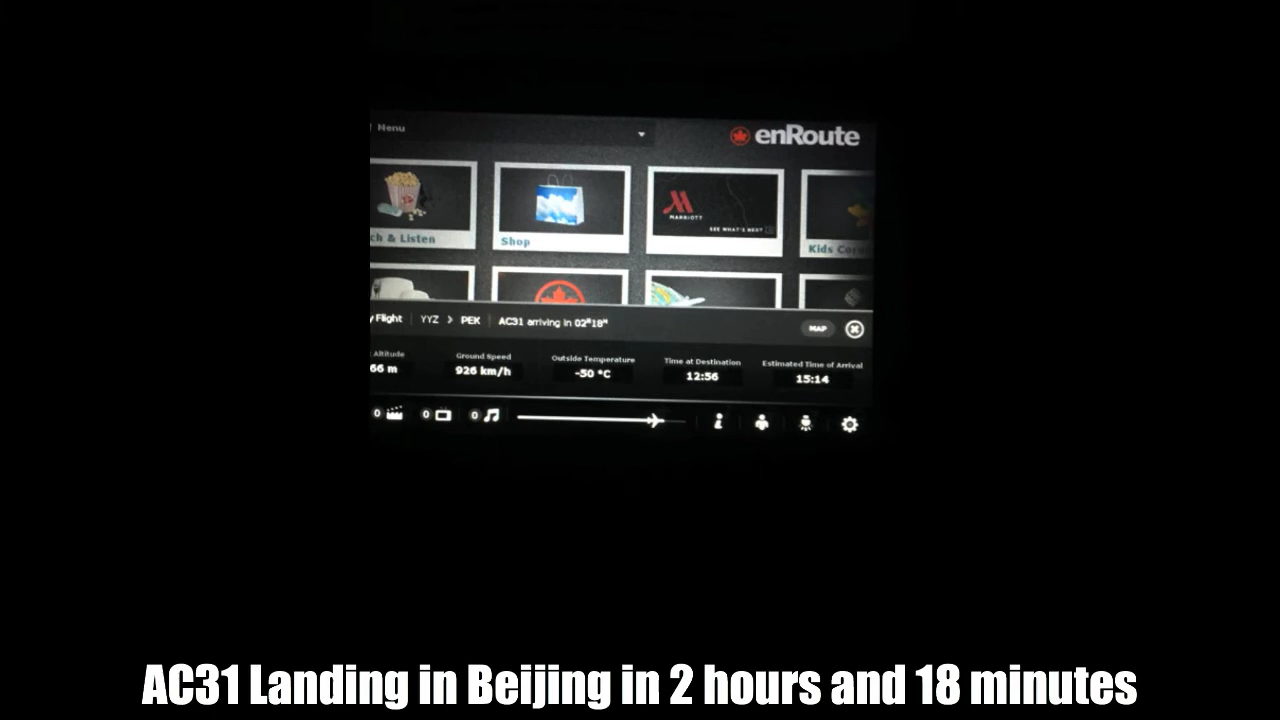 Menu
enRoute
ch & Listen
Shop
MARRIOTT
SEE WHAT'S NEXT
Kids Cor
y Flight
YYZ > PEK
AC31 arriving in 02H18M
MAP
Altitude
66 m
Ground Speed
926 km/h
Outside Temperature
-50 °C
Time at Destination
12:56
Estimated Time of Arrival
15:14
0
0
0
AC31 Landing in Beijing in 2 hours and 18 minutes